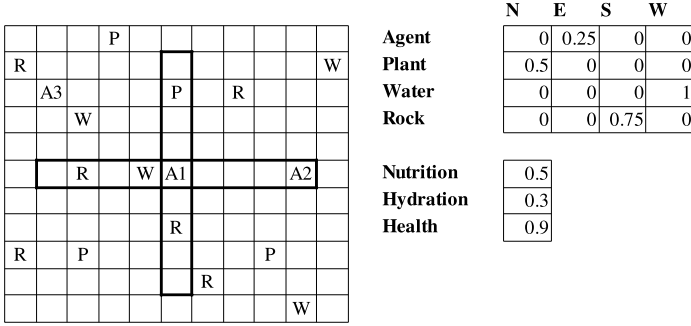 N E S W
P Agent 0 0.25 0 0
R W Plant 0.5 0 0 0
A3 P R Water 0 0 0 1
W Rock 0 0 0.75 0
R W A1 A2 Nutrition 0.5
Hydration 0.3
R Health 0.9
R P P
R
W